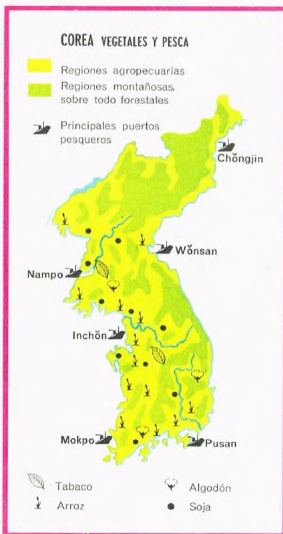 COREA VEGETALES Y PESCA
Regiones agropecuarias
Regiones montañosas,
sobre todo forestales
Principales puertos
pesqueros
Chŏngjin
Wŏnsan
Nampo
Inchŏn
Mokpo
Pusan
Tabaco
Algodón
Arroz
Soja